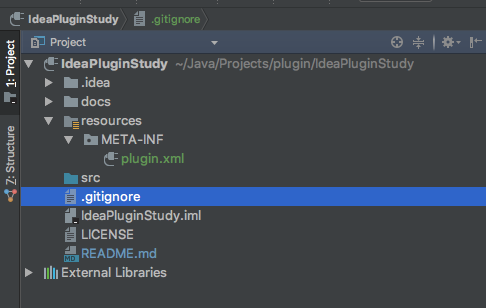 IdeaPluginStudy .gitignore
Project
IdeaPluginStudy ~/Java/Projects/plugin/IdeaPluginStudy
.idea
docs
resources
META-INF
plugin.xml
src
.gitignore
IdeaPluginStudy.iml
LICENSE
README.md
External Libraries
1: Project
Z: Structure